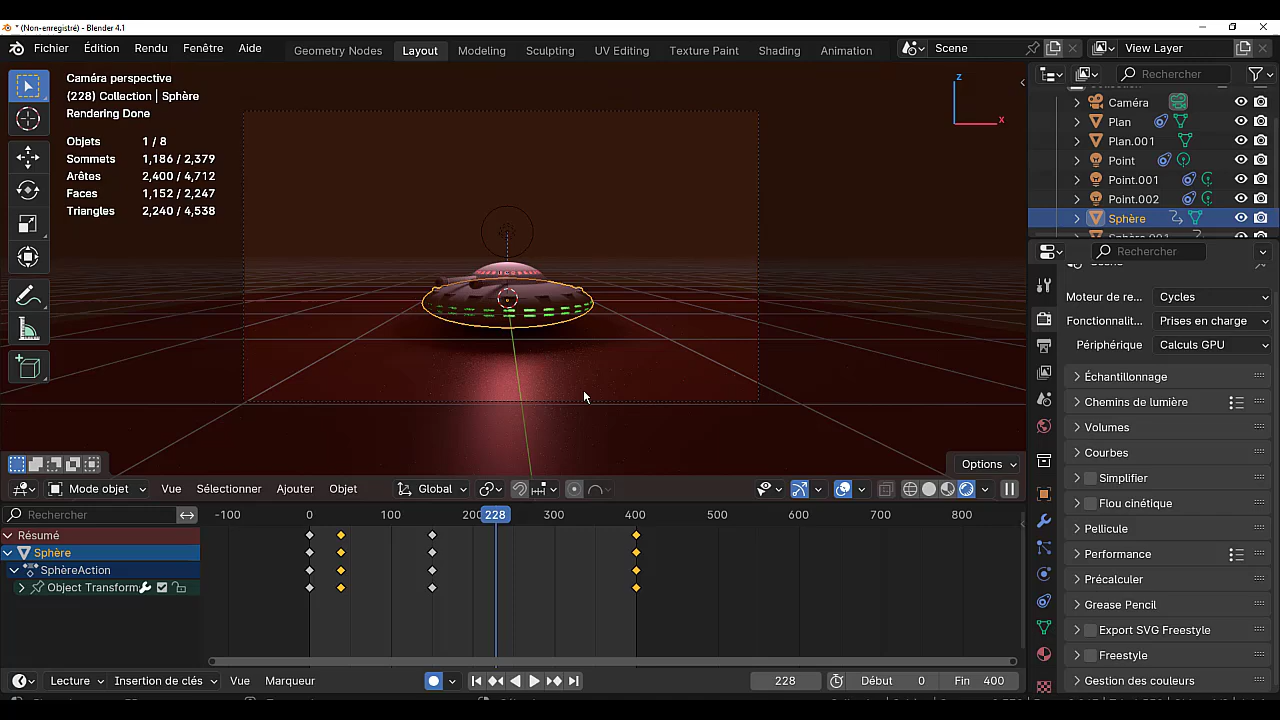 * (Non-enregistré) - Blender 4.1
Fichier Édition Rendu Fenêtre Aide Geometry Nodes Layout Modeling Sculpting UV Editing Texture Paint Shading Animation Scene View Layer
Caméra perspective
(228) Collection | Sphère
Rendering Done
Objets 1 / 8
Sommets 1,186 / 2,379
Arêtes 2,400 / 4,712
Faces 1,152 / 2,247
Triangles 2,240 / 4,538
z
x
Options
Rechercher
Collection
Caméra
Plan
Plan.001
Point
Point.001
Point.002
Sphère
Sphère.001
Rechercher
Scene
Moteur de re... Cycles
Fonctionnalit... Prises en charge
Périphérique Calculs GPU
Échantillonnage
Chemins de lumière
Volumes
Courbes
Simplifier
Flou cinétique
Pellicule
Performance
Précalculer
Grease Pencil
Export SVG Freestyle
Freestyle
Gestion des couleurs
Mode objet Vue Sélectionner Ajouter Objet Global
Rechercher -100 0 100 200 228 300 400 500 600 700 800
Résumé
Sphère
SphèreAction
Object Transform
Lecture Insertion de clés Vue Marqueur 228 Début 0 Fin 400